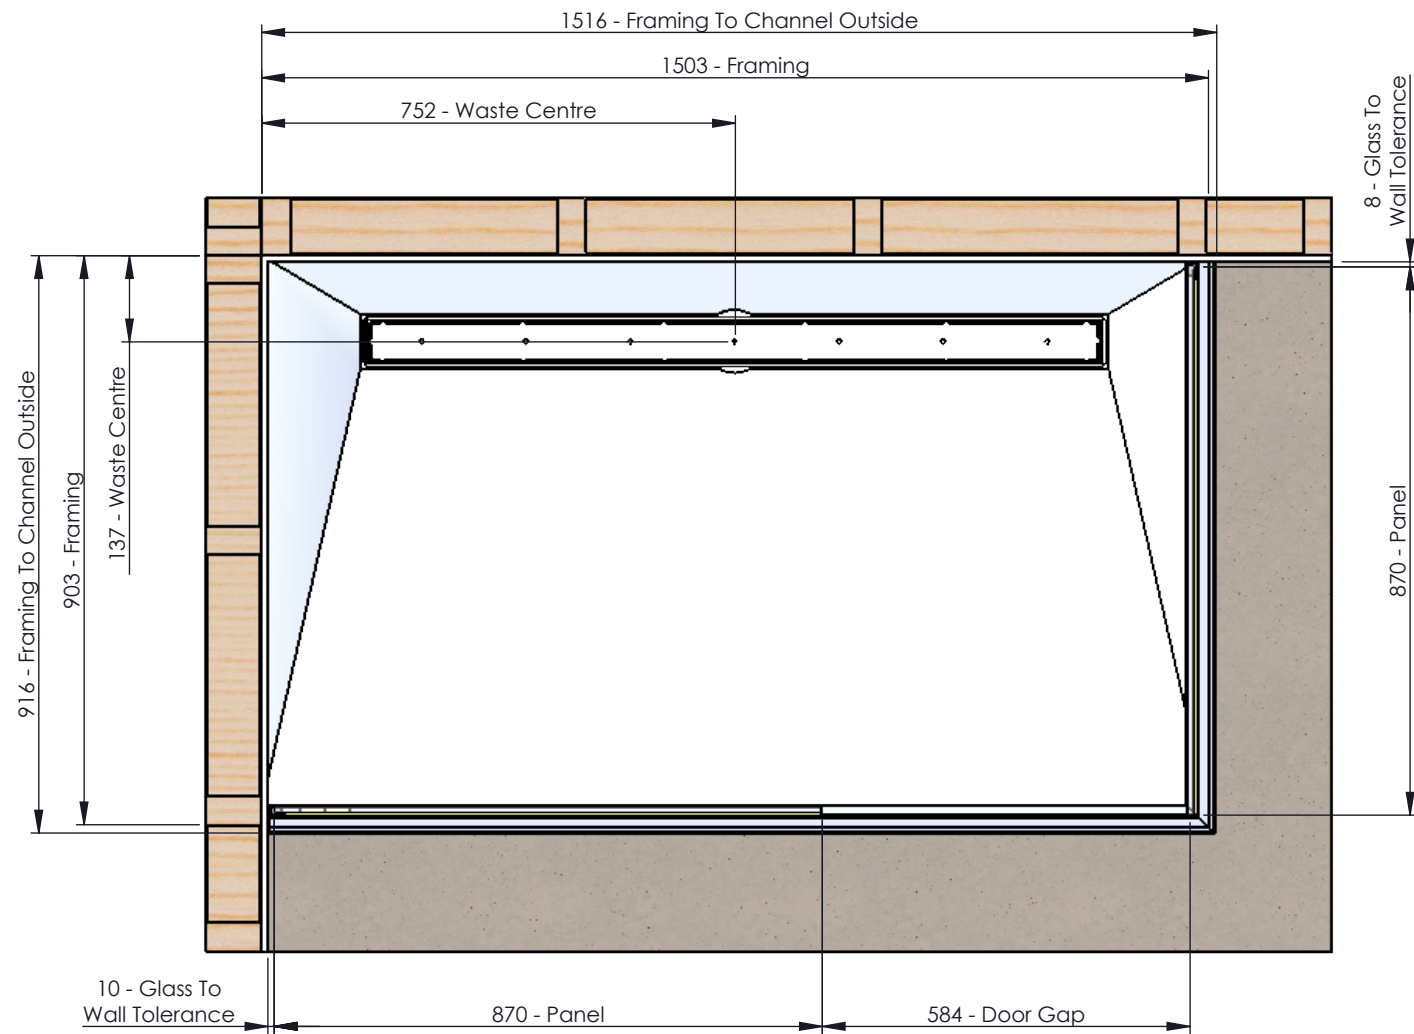 1516 - Framing To Channel Outside
1503 - Framing
752 - Waste Centre
8 - Glass To
Wall Tolerance
916 - Framing To Channel Outside
903 - Framing
137 - Waste Centre
870 - Panel
10 - Glass To
Wall Tolerance
870 - Panel
584 - Door Gap